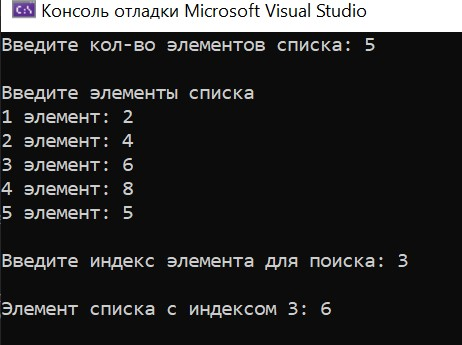 C:\
Консоль отладки Microsoft Visual Studio
Введите кол-во элементов списка: 5
Введите элементы списка
1 элемент: 2
2 элемент: 4
3 элемент: 6
4 элемент: 8
5 элемент: 5
Введите индекс элемента для поиска: 3
Элемент списка с индексом 3: 6